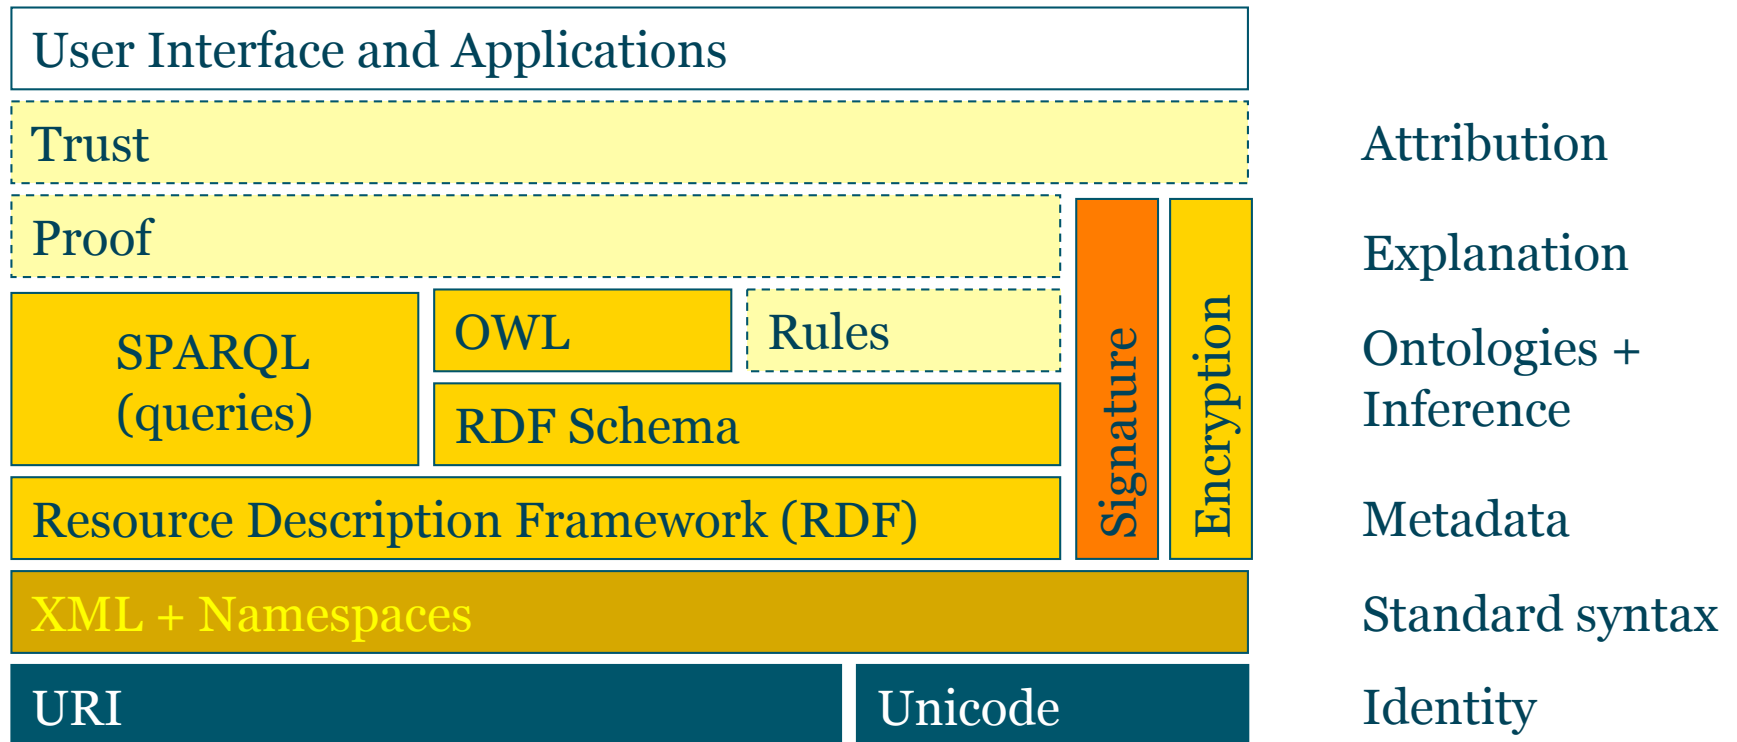 User Interface and Applications
Trust
Attribution
Proof
Explanation
SPARQL
(queries)
OWL
Rules
RDF Schema
Signature
Encryption
Ontologies +
Inference
Resource Description Framework (RDF)
Metadata
XML + Namespaces
Standard syntax
URI
Unicode
Identity